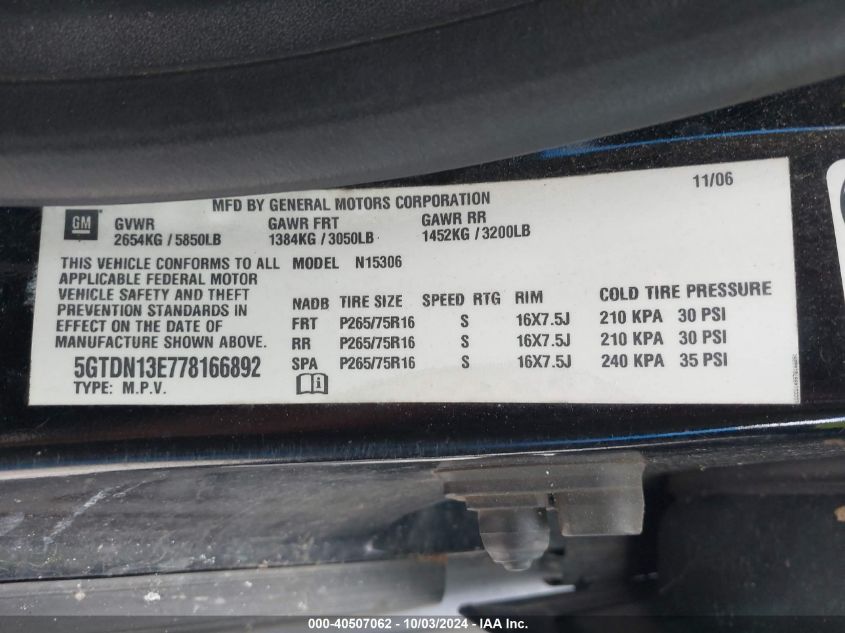 MFD BY GENERAL MOTORS CORPORATION 11/06
GM GVWR GAWR FRT GAWR RR
2654KG / 5850LB 1384KG / 3050LB 1452KG / 3200LB
THIS VEHICLE CONFORMS TO ALL
APPLICABLE FEDERAL MOTOR
VEHICLE SAFETY AND THEFT
PREVENTION STANDARDS IN
EFFECT ON THE DATE OF
MANUFACTURE SHOWN ABOVE.
5GTDN13E778166892
TYPE: M.P.V.
MODEL N15306
NADB TIRE SIZE SPEED RTG RIM COLD TIRE PRESSURE
FRT P265/75R16 S 16X7.5J 210 KPA 30 PSI
RR P265/75R16 S 16X7.5J 210 KPA 30 PSI
SPA P265/75R16 S 16X7.5J 240 KPA 35 PSI
000-40507062 - 10/03/2024 - IAA Inc.